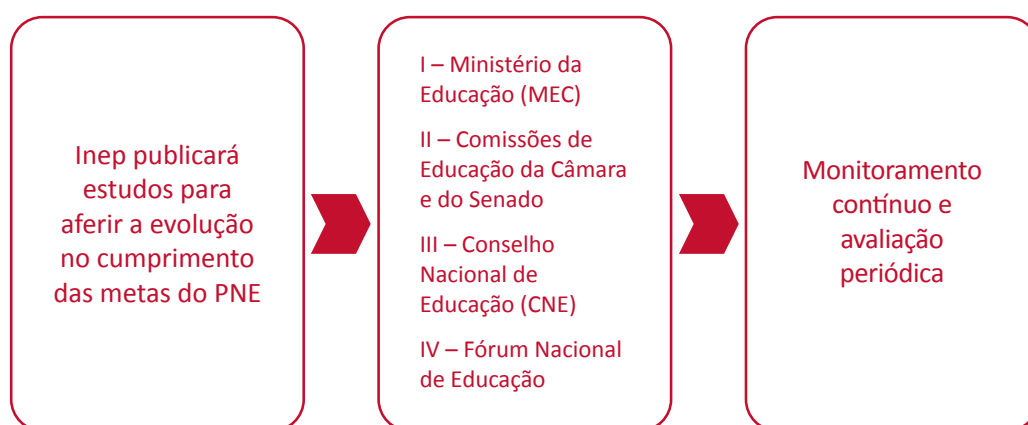 Inep publicará
estudos para
aferir a evolução
no cumprimento
das metas do PNE
I – Ministério da
Educação (MEC)
II – Comissões de
Educação da Câmara
e do Senado
III – Conselho
Nacional de
Educação (CNE)
IV – Fórum Nacional
de Educação
Monitoramento
contínuo e
avaliação
periódica